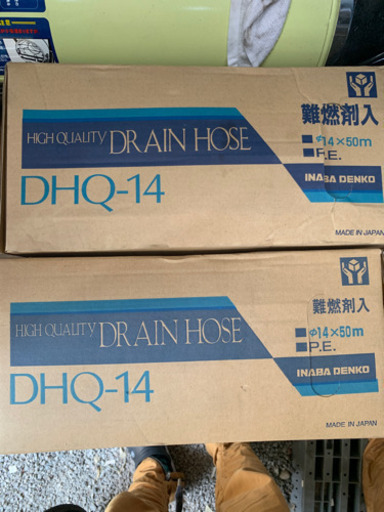 難燃剤入
HIGH QUALITY DRAIN HOSE
φ14×50m
P.E.
DHQ-14
INABA DENKO
MADE IN JAPAN
難燃剤入
HIGH QUALITY DRAIN HOSE
φ14×50m
P.E.
DHQ-14
INABA DENKO
MADE IN JAPAN